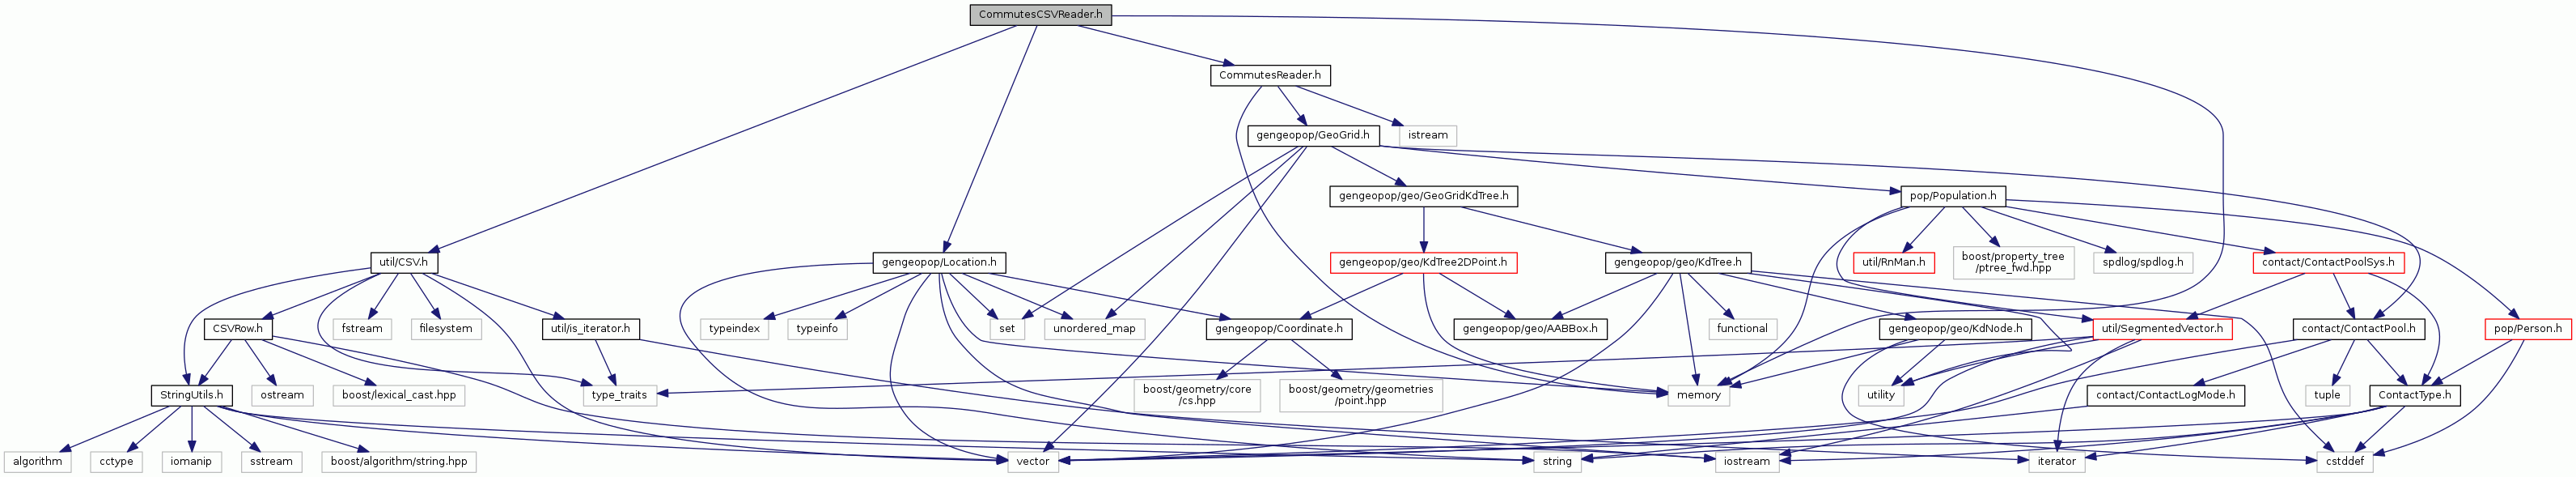 CommutesCSVReader.h
CommutesReader.h
gengeopop/GeoGrid.h
istream
gengeopop/geo/GeoGridKdTree.h
pop/Population.h
util/CSV.h
gengeopop/Location.h
gengeopop/geo/KdTree2DPoint.h
gengeopop/geo/KdTree.h
util/RnMan.h
boost/property_tree
/ptree_fwd.hpp
spdlog/spdlog.h
contact/ContactPoolSys.h
CSVRow.h
fstream
filesystem
util/is_iterator.h
typeindex
typeinfo
set
unordered_map
gengeopop/Coordinate.h
gengeopop/geo/AABBox.h
functional
gengeopop/geo/KdNode.h
util/SegmentedVector.h
contact/ContactPool.h
pop/Person.h
StringUtils.h
ostream
boost/lexical_cast.hpp
type_traits
boost/geometry/core
/cs.hpp
boost/geometry/geometries
/point.hpp
memory
utility
contact/ContactLogMode.h
tuple
ContactType.h
algorithm
cctype
iomanip
sstream
boost/algorithm/string.hpp
vector
string
iostream
iterator
cstddef